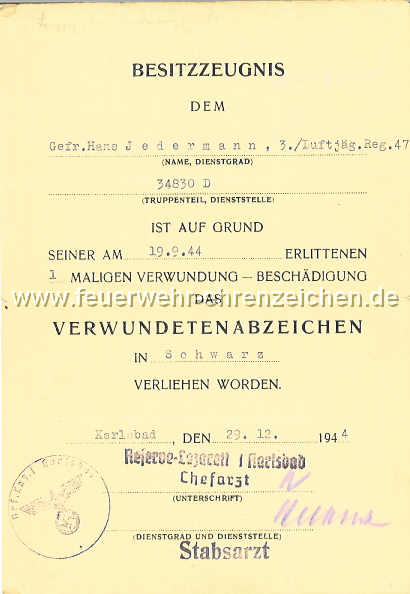 BESITZZEUGNIS
DEM
Gefr.Hans Jedermann, 3./Luftjäg.Reg.47
(NAME, DIENSTGRAD)
34830 D
(TRUPPENTEIL, DIENSTSTELLE)
IST AUF GRUND
SEINER AM 19.9.44 ERLITTENEN
1 MALIGEN VERWUNDUNG – BESCHÄDIGUNG
DAS
www.feuerwehrehrenzeichen.de
VERWUNDETENABZEICHEN
IN Schwarz
VERLIEHEN WORDEN.
Karlsbad, DEN 29.12. 1944
Reserve-Lazarett I Karlsbad
Chefarzt
(UNTERSCHRIFT)
(DIENSTGRAD UND DIENSTSTELLE)
Stabsarzt